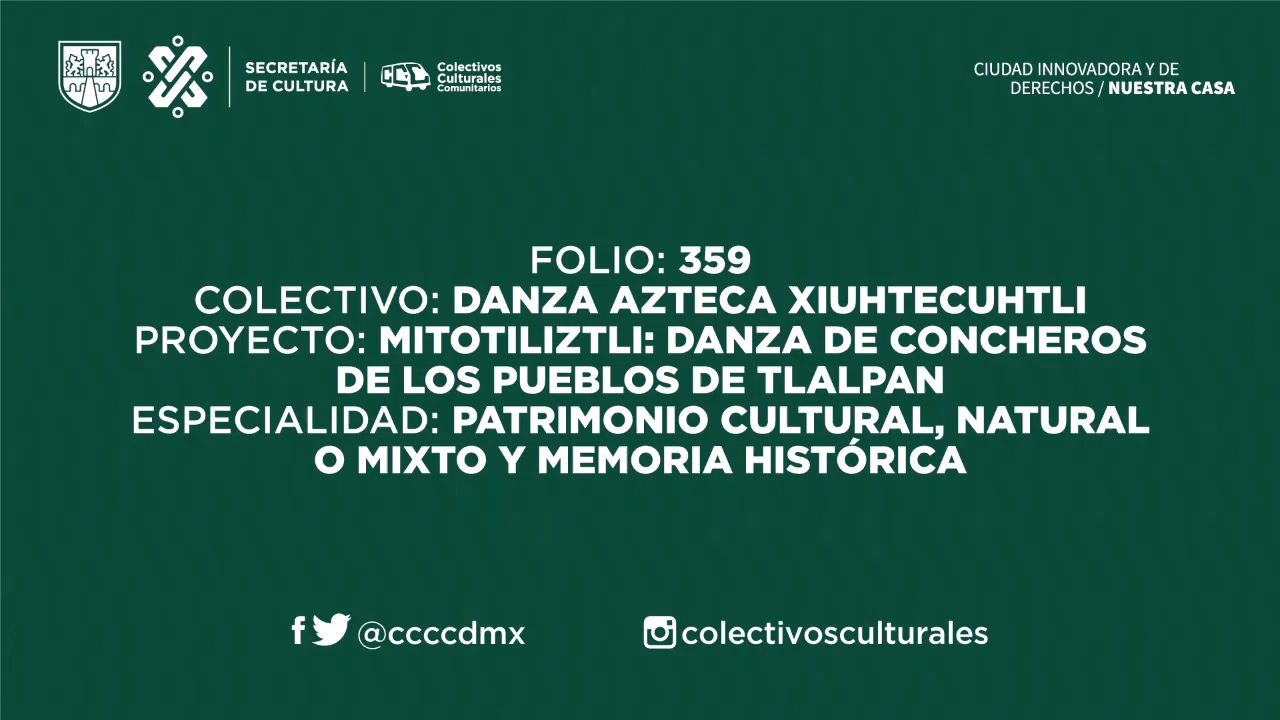 SECRETARÍA
DE CULTURA
Colectivos
Culturales
Comunitarios
CIUDAD INNOVADORA Y DE
DERECHOS / NUESTRA CASA
FOLIO: 359
COLECTIVO: DANZA AZTECA XIUHTECUHTLI
PROYECTO: MITOTILIZTLI: DANZA DE CONCHEROS
DE LOS PUEBLOS DE TLALPAN
ESPECIALIDAD: PATRIMONIO CULTURAL, NATURAL
O MIXTO Y MEMORIA HISTÓRICA
@ccccdmx
colectivosculturales